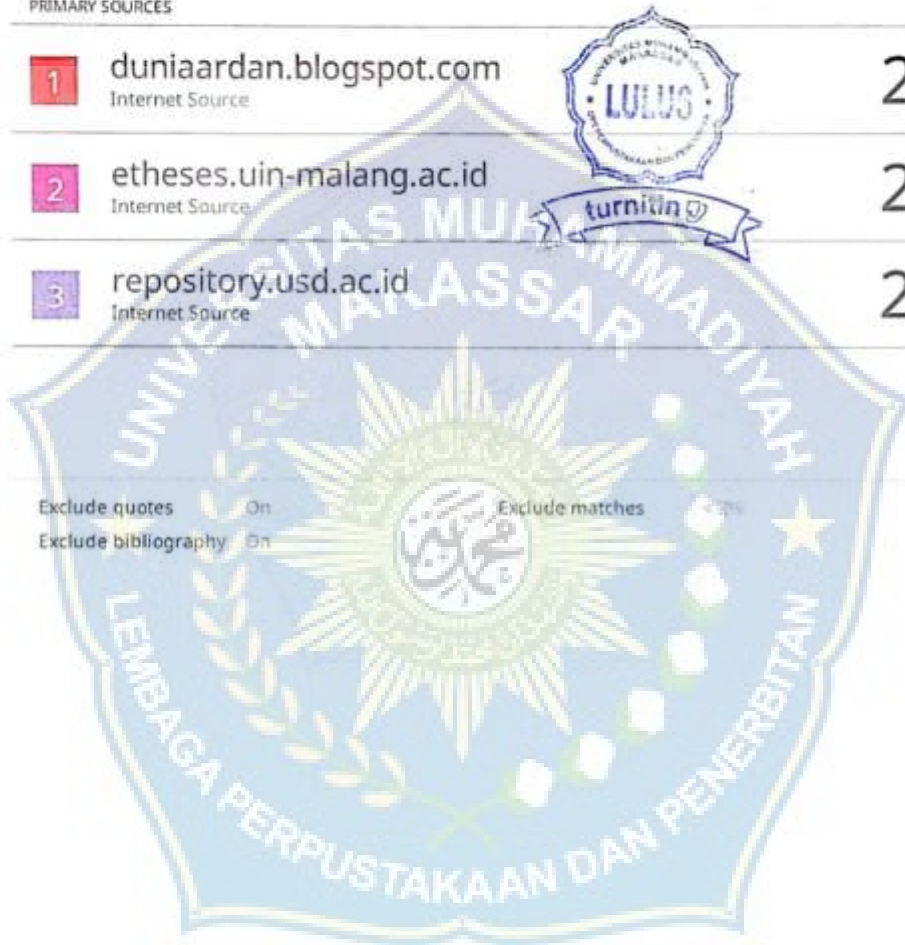 PRIMARY SOURCES
1 duniaardan.blogspot.com 2
Internet Source
2 etheses.uin-malang.ac.id 2
Internet Source
3 repository.usd.ac.id 2
Internet Source
LULUS
turnitin
UNIVERSITAS MUHAMMADIYAH
MAKASSAR
Exclude quotes On Exclude matches
Exclude bibliography On
LEMBAGA PERPUSTAKAAN DAN PENERBITAN